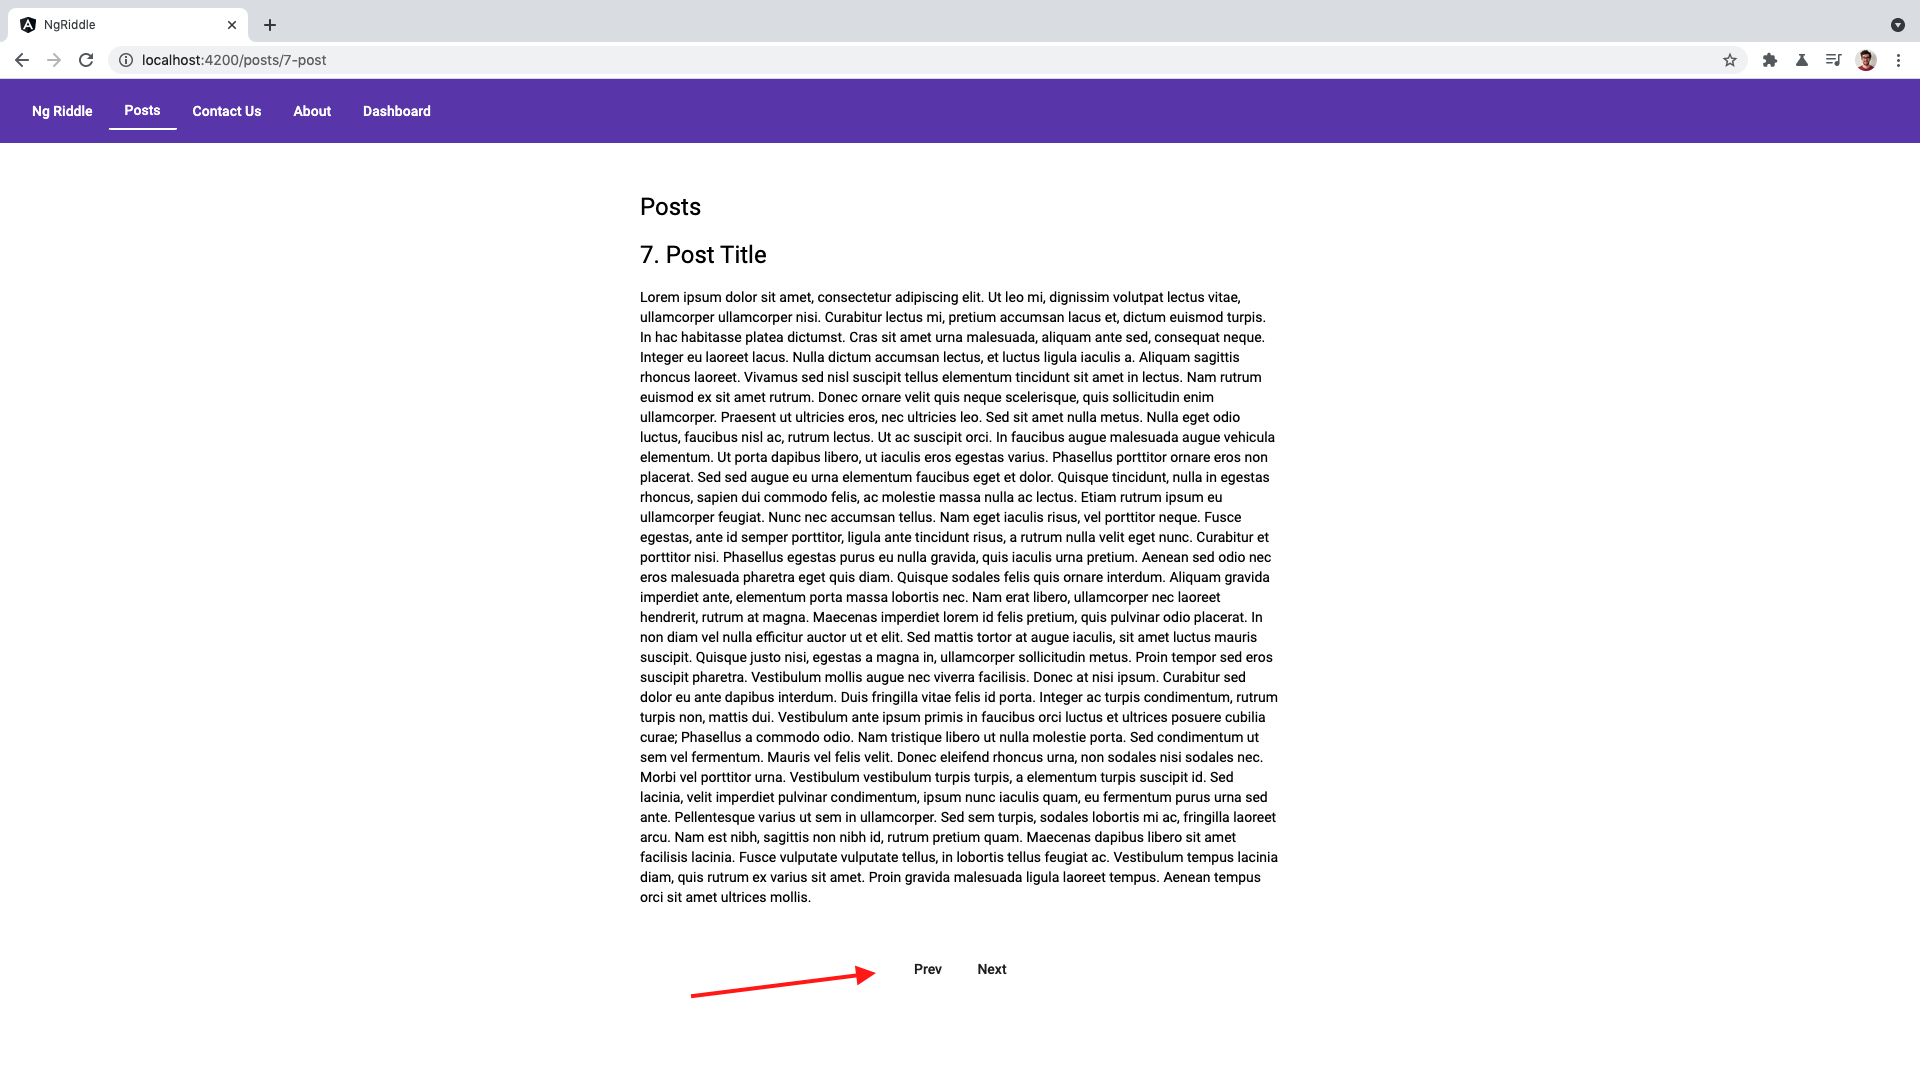 NgRiddle
localhost:4200/posts/7-post
Ng Riddle
Posts
Contact Us
About
Dashboard
Posts
7. Post Title
Lorem ipsum dolor sit amet, consectetur adipiscing elit. Ut leo mi, dignissim volutpat lectus vitae,
ullamcorper ullamcorper nisi. Curabitur lectus mi, pretium accumsan lacus et, dictum euismod turpis.
In hac habitasse platea dictumst. Cras sit amet urna malesuada, aliquam ante sed, consequat neque.
Integer eu laoreet lacus. Nulla dictum accumsan lectus, et luctus ligula iaculis a. Aliquam sagittis
rhoncus laoreet. Vivamus sed nisl suscipit tellus elementum tincidunt sit amet in lectus. Nam rutrum
euismod ex sit amet rutrum. Donec ornare velit quis neque scelerisque, quis sollicitudin enim
ullamcorper. Praesent ut ultricies eros, nec ultricies leo. Sed sit amet nulla metus. Nulla eget odio
luctus, faucibus nisl ac, rutrum lectus. Ut ac suscipit orci. In faucibus augue malesuada augue vehicula
elementum. Ut porta dapibus libero, ut iaculis eros egestas varius. Phasellus porttitor ornare eros non
placerat. Sed sed augue eu urna elementum faucibus eget et dolor. Quisque tincidunt, nulla in egestas
rhoncus, sapien dui commodo felis, ac molestie massa nulla ac lectus. Etiam rutrum ipsum eu
ullamcorper feugiat. Nunc nec accumsan tellus. Nam eget iaculis risus, vel porttitor neque. Fusce
egestas, ante id semper porttitor, ligula ante tincidunt risus, a rutrum nulla velit eget nunc. Curabitur et
porttitor nisi. Phasellus egestas purus eu nulla gravida, quis iaculis urna pretium. Aenean sed odio nec
eros malesuada pharetra eget quis diam. Quisque sodales felis quis ornare interdum. Aliquam gravida
imperdiet ante, elementum porta massa lobortis nec. Nam erat libero, ullamcorper nec laoreet
hendrerit, rutrum at magna. Maecenas imperdiet lorem id felis pretium, quis pulvinar odio placerat. In
non diam vel nulla efficitur auctor ut et elit. Sed mattis tortor at augue iaculis, sit amet luctus mauris
suscipit. Quisque justo nisi, egestas a magna in, ullamcorper sollicitudin metus. Proin tempor sed eros
suscipit pharetra. Vestibulum mollis augue nec viverra facilisis. Donec at nisi ipsum. Curabitur sed
dolor eu ante dapibus interdum. Duis fringilla vitae felis id porta. Integer ac turpis condimentum, rutrum
turpis non, mattis dui. Vestibulum ante ipsum primis in faucibus orci luctus et ultrices posuere cubilia
curae; Phasellus a commodo odio. Nam tristique libero ut nulla molestie porta. Sed condimentum ut
sem vel fermentum. Mauris vel felis velit. Donec eleifend rhoncus urna, non sodales nisi sodales nec.
Morbi vel porttitor urna. Vestibulum vestibulum turpis turpis, a elementum turpis suscipit id. Sed
lacinia, velit imperdiet pulvinar condimentum, ipsum nunc iaculis quam, eu fermentum purus urna sed
ante. Pellentesque varius ut sem in ullamcorper. Sed sem turpis, sodales lobortis mi ac, fringilla laoreet
arcu. Nam est nibh, sagittis non nibh id, rutrum pretium quam. Maecenas dapibus libero sit amet
facilisis lacinia. Fusce vulputate vulputate tellus, in lobortis tellus feugiat ac. Vestibulum tempus lacinia
diam, quis rutrum ex varius sit amet. Proin gravida malesuada ligula laoreet tempus. Aenean tempus
orci sit amet ultrices mollis.
Prev
Next